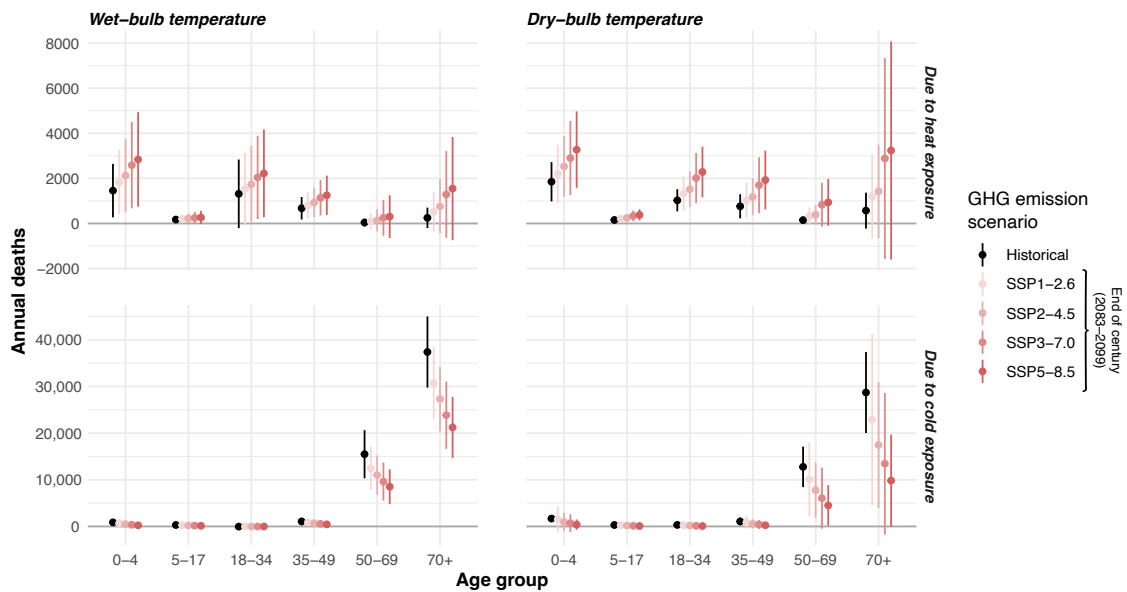 Wet−bulb temperature
Dry−bulb temperature
8000
6000
4000
2000
0
−2000
Due to heat exposure
40,000
30,000
20,000
10,000
0
Due to cold exposure
Annual deaths
0−4
5−17
18−34
35−49
50−69
70+
0−4
5−17
18−34
35−49
50−69
70+
Age group
GHG emission
scenario
Historical
SSP1−2.6
SSP2−4.5
SSP3−7.0
SSP5−8.5
End of century
(2083−2099)